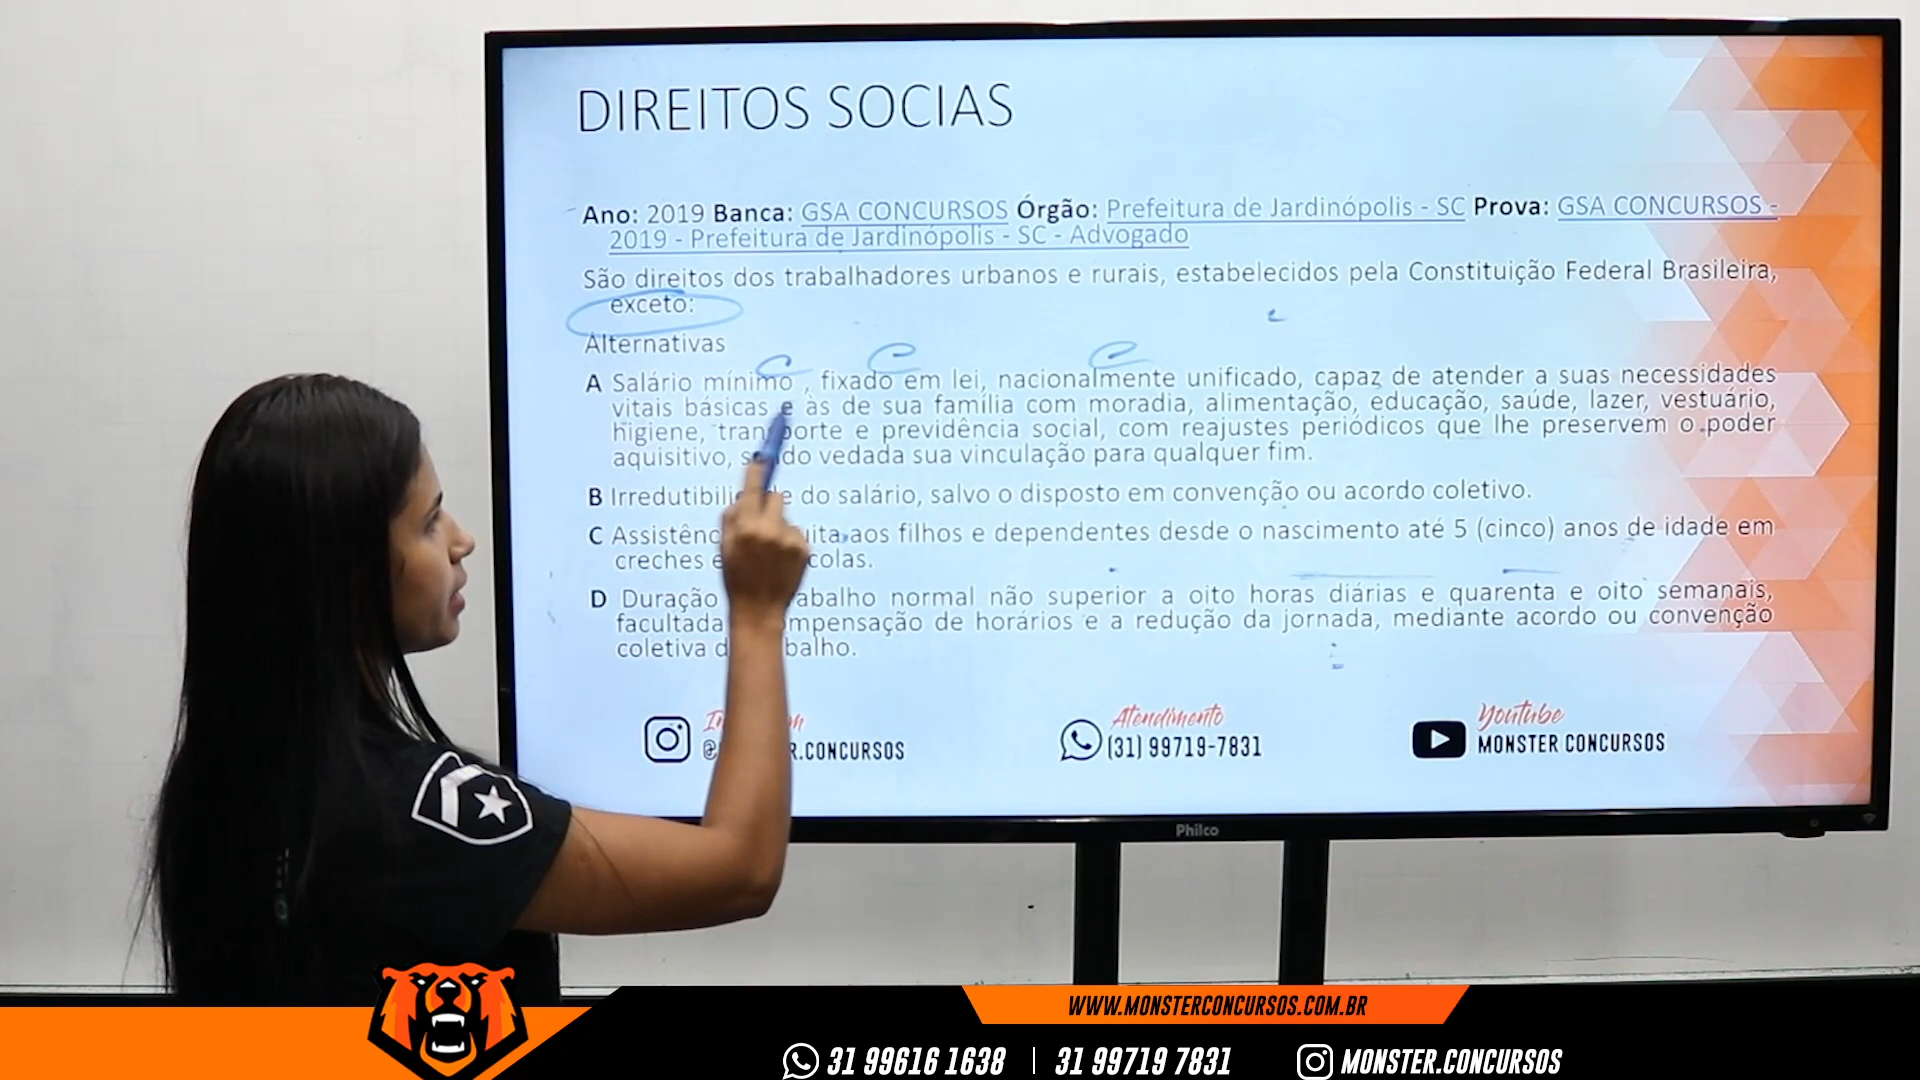 DIREITOS SOCIAS
Ano: 2019 Banca: GSA CONCURSOS Órgão: Prefeitura de Jardinópolis - SC Prova: GSA CONCURSOS -
2019 - Prefeitura de Jardinópolis - SC - Advogado
São direitos dos trabalhadores urbanos e rurais, estabelecidos pela Constituição Federal Brasileira,
exceto:
Alternativas
C C C
A Salário mínimo , fixado em lei, nacionalmente unificado, capaz de atender a suas necessidades
vitais básicas e às de sua família com moradia, alimentação, educação, saúde, lazer, vestuário,
higiene, transporte e previdência social, com reajustes periódicos que lhe preservem o poder
aquisitivo, sendo vedada sua vinculação para qualquer fim.
B Irredutibilidade do salário, salvo o disposto em convenção ou acordo coletivo.
C Assistência aos filhos e dependentes desde o nascimento até 5 (cinco) anos de idade em
creches e
D Duração trabalho normal não superior a oito horas diárias e quarenta e oito semanais,
facultada compensação de horários e a redução da jornada, mediante acordo ou convenção
coletiva de trabalho.
Instagram
.CONCURSOS
Atendimento
(31) 99719-7831
Youtube
MONSTER CONCURSOS
Philco
WWW.MONSTERCONCURSOS.COM.BR
31 99616 1638 | 31 99719 7831 MONSTER.CONCURSOS